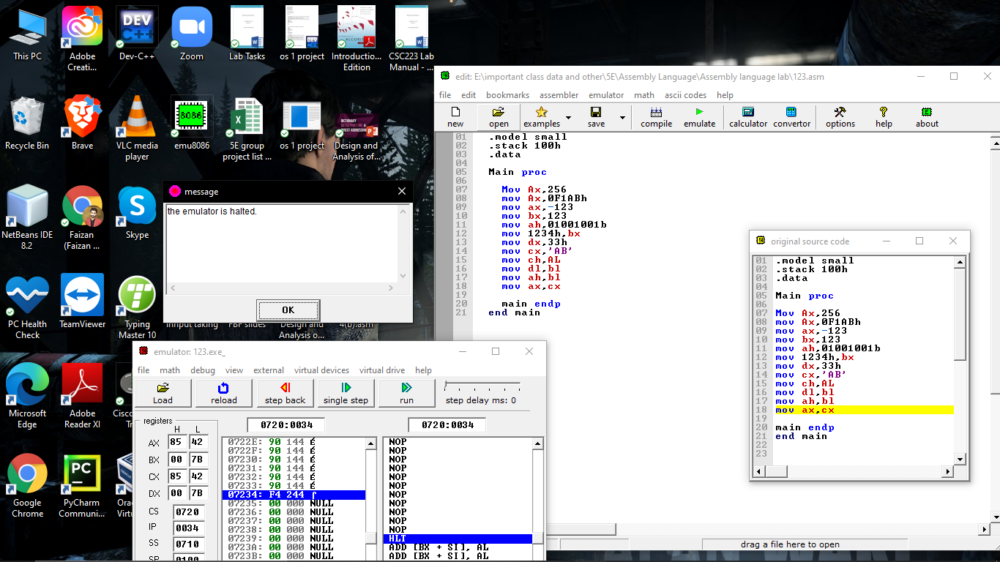 This PC
Adobe Creati...
Dev-C++
Zoom
Lab Tasks
os 1 project
Introductio... Edition
CSC223 Lab Manual - ...
Recycle Bin
Brave
VLC media player
emu8086
5E group project list ...
os 1 project
Design and Analysis of...
NetBeans IDE 8.2
Faizan (Faizan ...
Skype
PC Health Check
TeamViewer
Typing Master 10
Design and Analysis o...
4(b).asm
Microsoft Edge
Adobe Reader XI
Google Chrome
PyCharm Communi...
message
the emulator is halted.
OK
edit: E:\important class data and other\5E\Assembly Language\Assembly language lab\123.asm
file edit bookmarks assembler emulator math ascii codes help
new open examples save compile emulate calculator convertor options help about
01 .model small
02 .stack 100h
03 .data
04
05 Main proc
06
07 Mov Ax,256
08 mov Ax,0F1ABh
09 mov ax,-123
10 mov bx,123
11 mov ah,01001001b
12 mov 1234h,bx
13 mov dx,33h
14 mov cx,'AB'
15 mov ch,AL
16 mov dl,bl
17 mov ah,bl
18 mov ax,cx
19
20 main endp
21 end main
drag a file here to open
original source code
01 .model small
02 .stack 100h
03 .data
04
05 Main proc
06
07 Mov Ax,256
08 mov Ax,0F1ABh
09 mov ax,-123
10 mov bx,123
11 mov ah,01001001b
12 mov 1234h,bx
13 mov dx,33h
14 mov cx,'AB'
15 mov ch,AL
16 mov dl,bl
17 mov ah,bl
18 mov ax,cx
19
20 main endp
21 end main
22
23
emulator: 123.exe_
file math debug view external virtual devices virtual drive help
Load reload step back single step run step delay ms: 0
registers
H L
AX 85 42
BX 00 7B
CX 85 42
DX 00 7B
CS 0720
IP 0034
SS 0710
SP 0100
0720:0034
0722E: 90 144 É
0722F: 90 144 É
07230: 90 144 É
07231: 90 144 É
07232: 90 144 É
07233: 90 144 É
07234: F4 244 ⌠
07235: 00 000 NULL
07236: 00 000 NULL
07237: 00 000 NULL
07238: 00 000 NULL
07239: 00 000 NULL
0723A: 00 000 NULL
0723B: 00 000 NULL
0720:0034
NOP
NOP
NOP
NOP
NOP
NOP
NOP
NOP
NOP
NOP
NOP
HLT
ADD [BX + SI], AL
ADD [BX + SI], AL